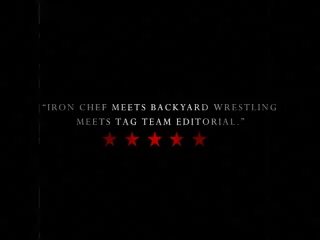 “IRON CHEF MEETS BACKYARD WRESTLING
MEETS TAG TEAM EDITORIAL.”